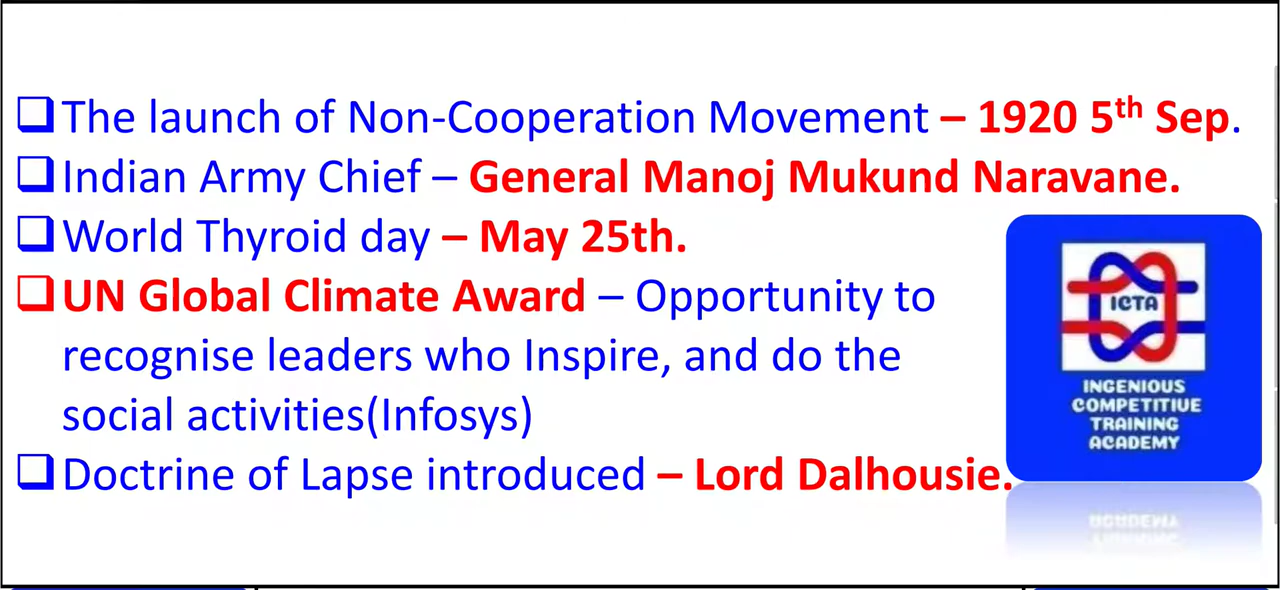 ❑The launch of Non-Cooperation Movement – 1920 5th Sep.
❑Indian Army Chief – General Manoj Mukund Naravane.
❑World Thyroid day – May 25th.
❑UN Global Climate Award – Opportunity to
recognise leaders who Inspire, and do the
social activities(Infosys)
❑Doctrine of Lapse introduced – Lord Dalhousie.
ICTA
INGENIOUS
COMPETITIVE
TRAINING
ACADEMY